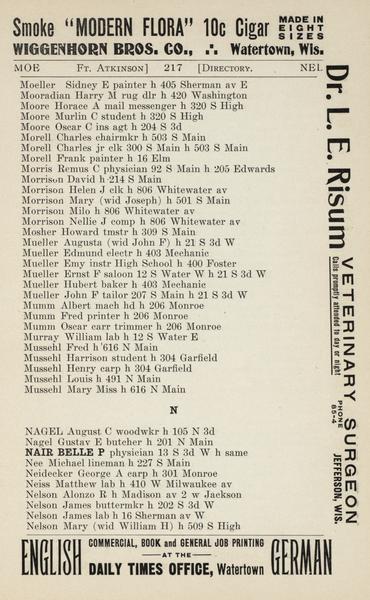 Smoke "MODERN FLORA" 10c Cigar MADE IN EIGHT SIZES
WIGGENHORN BROS. CO., ∴ Watertown, Wis.
MOE Ft. Atkinson] 217 [Directory. NEL
Moeller Sidney E painter h 405 Sherman av E
Mooradian Harry M rug dlr h 420 Washington
Moore Horace A mail messenger h 320 S High
Moore Murlin C student h 320 S High
Moore Oscar C ins agt h 204 S 3d
Morell Charles chairmkr h 503 S Main
Morell Charles jr elk 300 S Main h 503 S Main
Morell Frank painter h 16 Elm
Morris Remus C physician 92 S Main h 205 Edwards
Morrison David h 214 S Main
Morrison Helen J elk h 806 Whitewater av
Morrison Mary (wid Joseph) h 501 S Main
Morrison Milo h 806 Whitewater av
Morrison Nellie J comp h 806 Whitewater av
Mosher Howard tmstr h 309 S Main
Mueller Augusta (wid John F) h 21 S 3d W
Mueller Edmund electr h 403 Mechanic
Mueller Emy instr High School h 400 Foster
Mueller Ernst F saloon 12 S Water W h 21 S 3d W
Mueller Hubert baker h 403 Mechanic
Mueller John F tailor 207 S Main h 21 S 3d W
Mumm Albert mach hd h 206 Monroe
Mumm Fred printer h 206 Monroe
Mumm Oscar carr trimmer h 206 Monroe
Murray William lab h 12 S Water E
Mussehl Fred h 616 N Main
Mussehl Harrison student h 304 Garfield
Mussehl Henry carp h 304 Garfield
Mussehl Louis h 491 N Main
Mussehl Mary Miss h 616 N Main
N
NAGEL August C woodwkr h 105 N 3d
Nagel Gustav E butcher h 201 N Main
NAIR BELLE P physician 13 S 3d W h same
Nee Michael lineman h 227 S Main
Neidecker George A carp h 301 Monroe
Neiss Matthew lab h 410 W Milwaukee av
Nelson Alonzo R h Madison av 2 w Jackson
Nelson James buttermkr h 202 S 3d W
Nelson James lab h 16 Sherman av W
Nelson Mary (wid William H) h 509 S High
Dr. L. E. Risum VETERINARY SURGEON
Calls promptly attended to day or night
PHONE 85-4
JEFFERSON, WIS.
ENGLISH COMMERCIAL, BOOK and GENERAL JOB PRINTING GERMAN
AT THE
DAILY TIMES OFFICE, Watertown